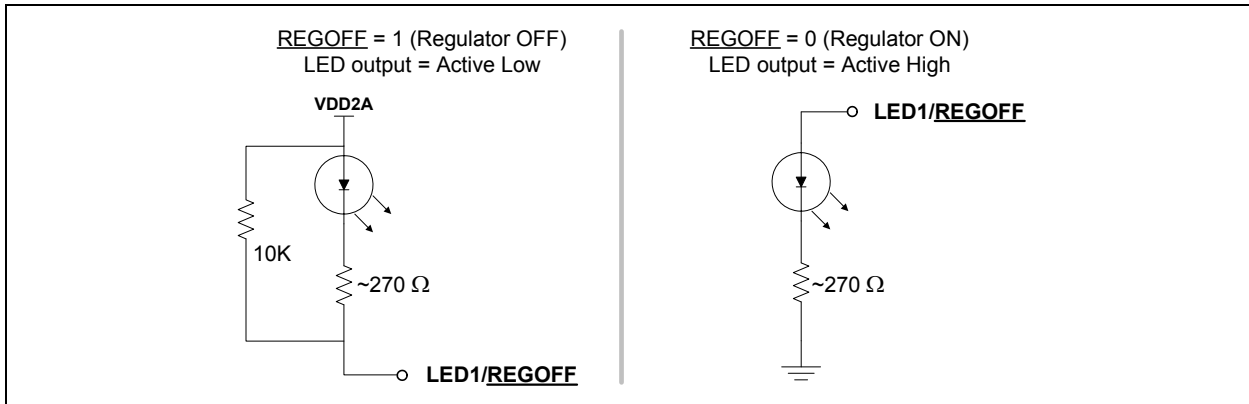 REGOFF = 1 (Regulator OFF)
LED output = Active Low
VDD2A
10K
~270 Ω
LED1/REGOFF
REGOFF = 0 (Regulator ON)
LED output = Active High
LED1/REGOFF
~270 Ω